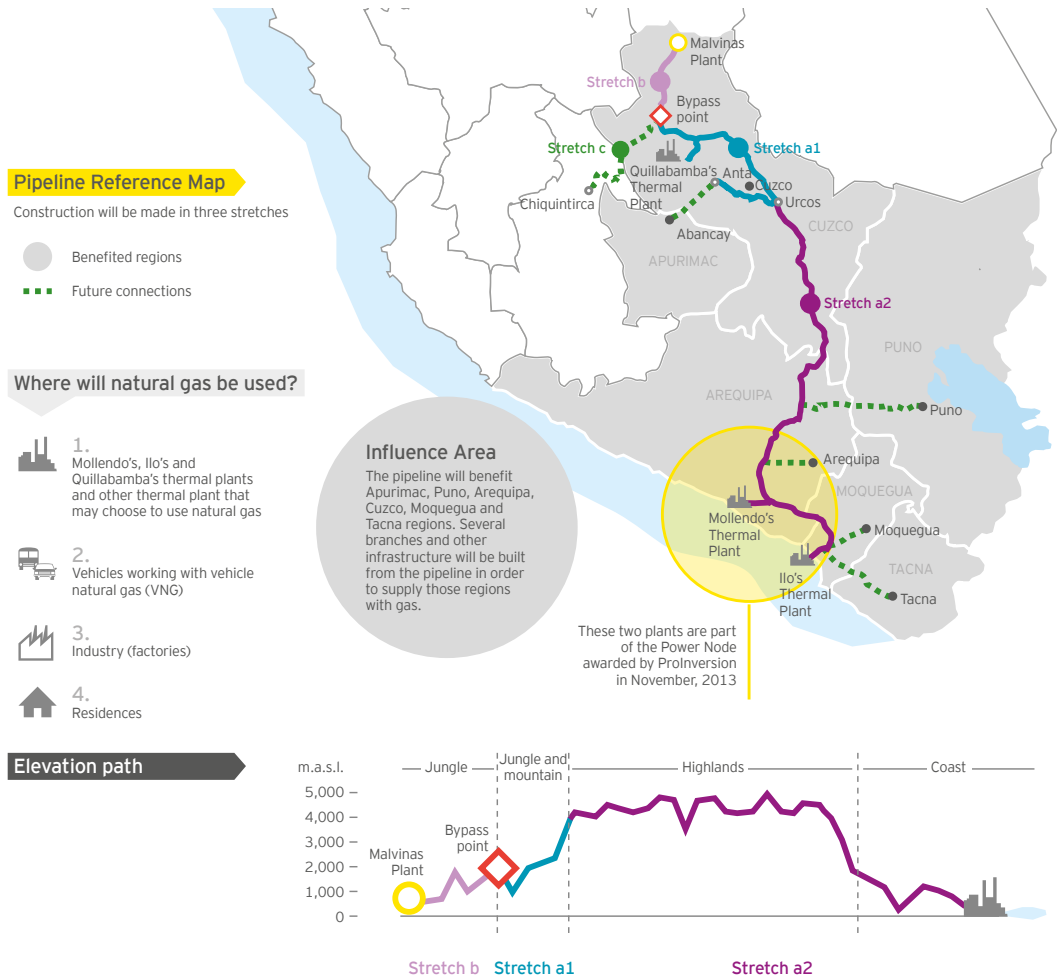 Malvinas
Plant
Stretch b
Bypass
point
Stretch c
Stretch a1
Quillabamba's
Thermal
Plant
Anta
Cuzco
Urcos
Chiquintirca
Abancay
CUZCO
APURIMAC
Stretch a2
PUNO
AREQUIPA
Puno
Arequipa
MOQUEGUA
Mollendo's
Thermal
Plant
Moquegua
TACNA
Ilo's
Thermal
Plant
Tacna
Pipeline Reference Map
Construction will be made in three stretches
Benefited regions
Future connections
Where will natural gas be used?
1.
Mollendo's, Ilo's and
Quillabamba's thermal plants
and other thermal plant that
may choose to use natural gas
2.
Vehicles working with vehicle
natural gas (VNG)
3.
Industry (factories)
4.
Residences
Influence Area
The pipeline will benefit
Apurimac, Puno, Arequipa,
Cuzco, Moquegua and
Tacna regions. Several
branches and other
infrastructure will be built
from the pipeline in order
to supply those regions
with gas.
These two plants are part
of the Power Node
awarded by ProInversion
in November, 2013
Elevation path
m.a.s.l.
Jungle
Jungle and
mountain
Highlands
Coast
5,000
4,000
3,000
2,000
1,000
0
Malvinas
Plant
Bypass
point
Stretch b
Stretch a1
Stretch a2